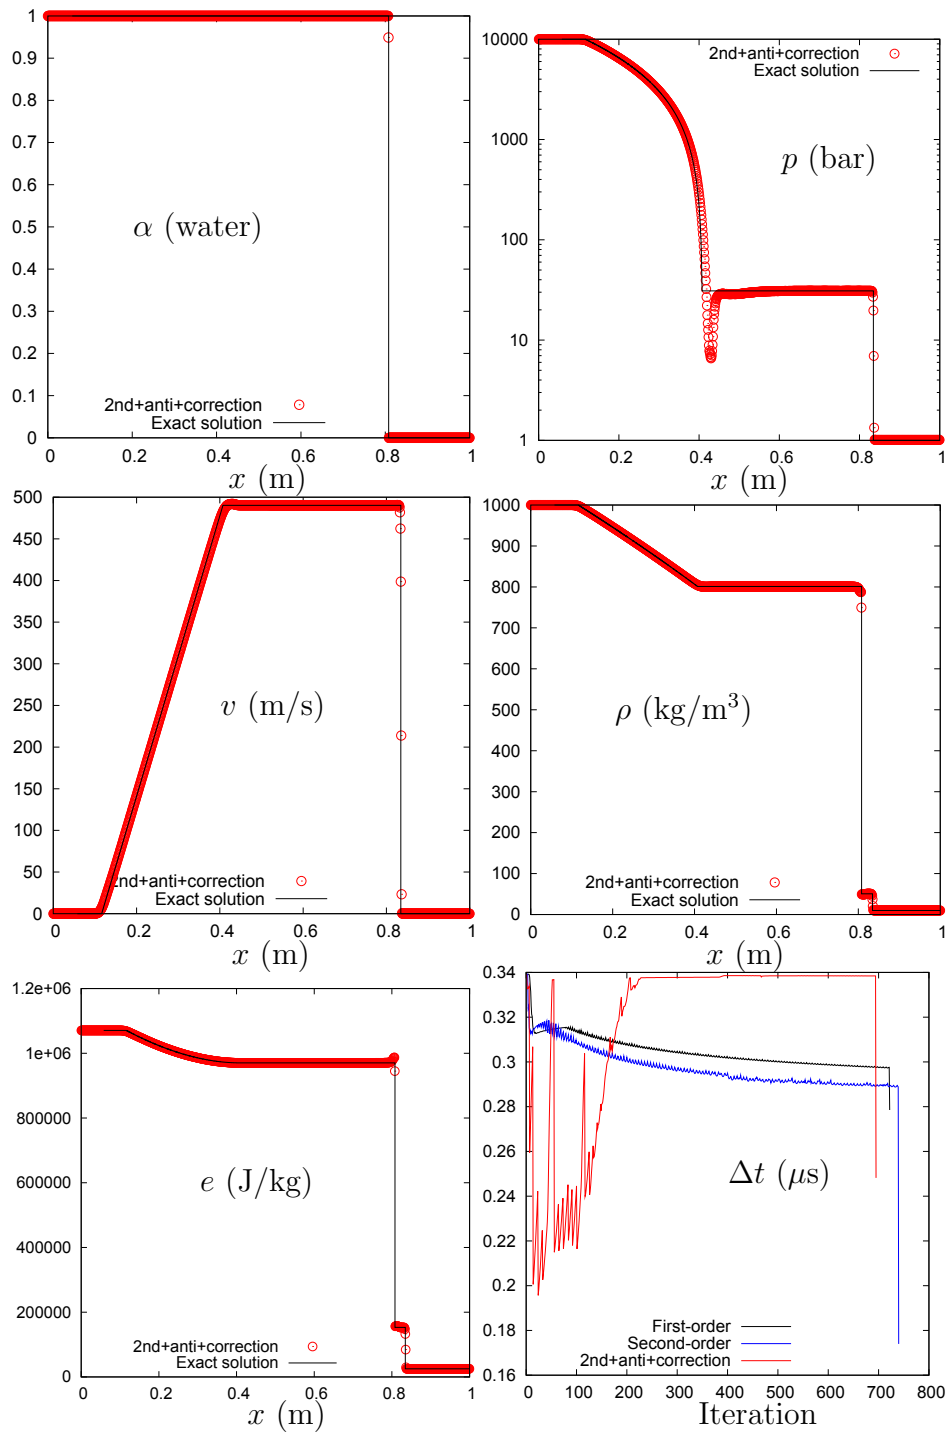 1
0.9
0.8
0.7
0.6
0.5
0.4
0.3
0.2
0.1
0
α (water)
2nd+anti+correction
Exact solution
0 0.2 0.4 0.6 0.8 1
x (m)
10000
1000
100
10
1
2nd+anti+correction
Exact solution
p (bar)
0 0.2 0.4 0.6 0.8 1
x (m)
500
450
400
350
300
250
200
150
100
50
0
v (m/s)
2nd+anti+correction
Exact solution
0 0.2 0.4 0.6 0.8 1
x (m)
1000
900
800
700
600
500
400
300
200
100
0
ρ (kg/m³)
2nd+anti+correction
Exact solution
0 0.2 0.4 0.6 0.8 1
x (m)
1.2e+06
1e+06
800000
600000
400000
200000
0
e (J/kg)
2nd+anti+correction
Exact solution
0 0.2 0.4 0.6 0.8 1
x (m)
0.34
0.32
0.3
0.28
0.26
0.24
0.22
0.2
0.18
0.16
Δt (μs)
First-order
Second-order
2nd+anti+correction
0 100 200 300 400 500 600 700 800
Iteration